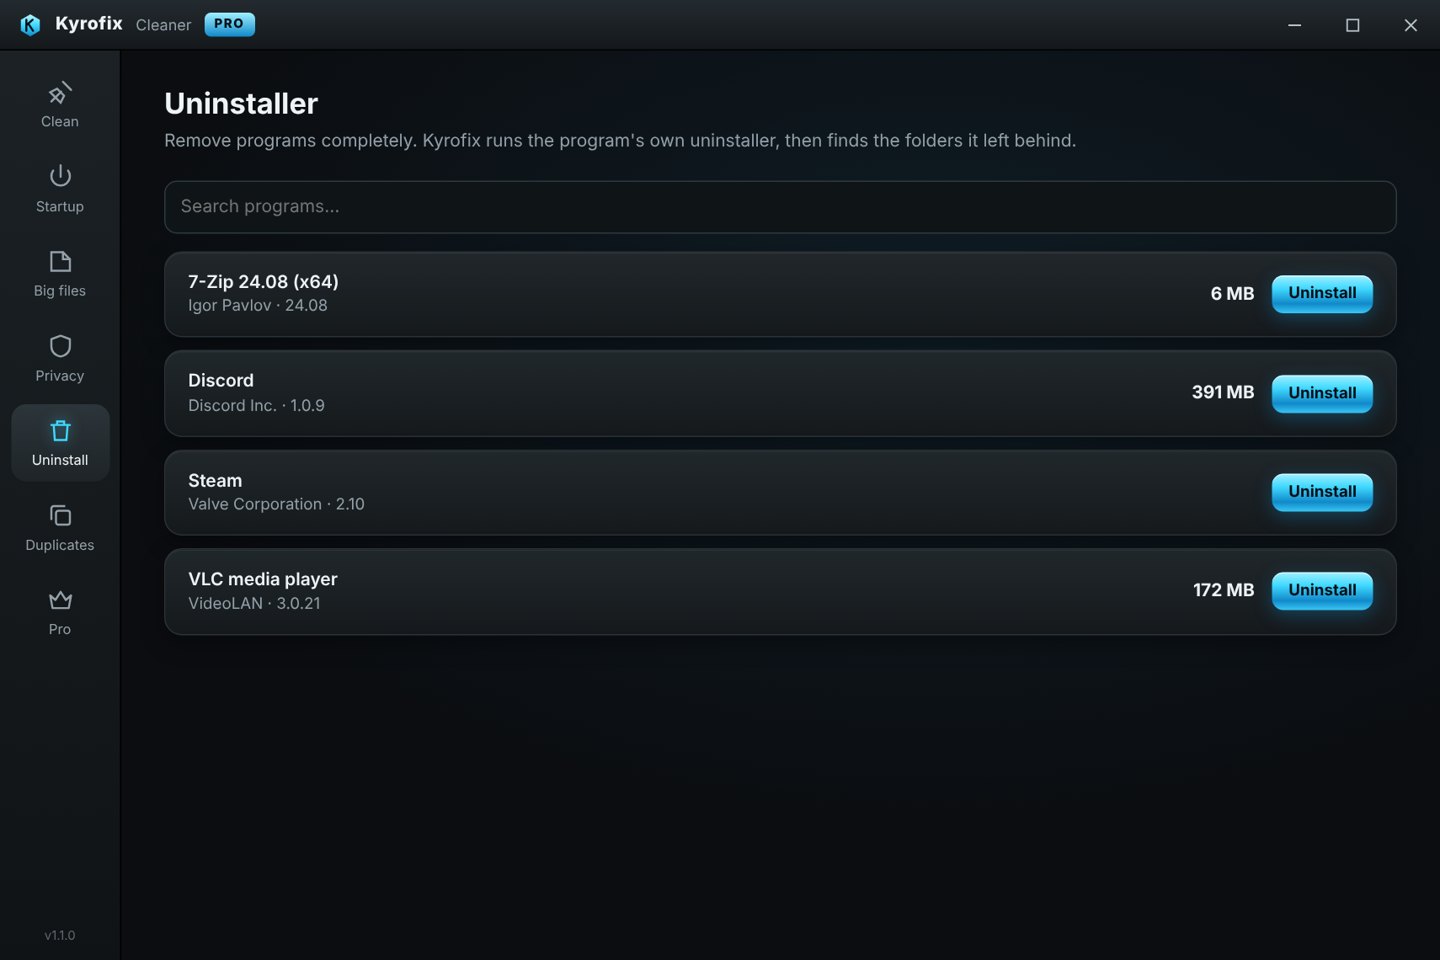 Kyrofix Cleaner PRO
Clean
Startup
Big files
Privacy
Uninstall
Duplicates
Pro
v1.1.0
Uninstaller
Remove programs completely. Kyrofix runs the program's own uninstaller, then finds the folders it left behind.
Search programs...
7-Zip 24.08 (x64)
Igor Pavlov · 24.08
6 MB
Uninstall
Discord
Discord Inc. · 1.0.9
391 MB
Uninstall
Steam
Valve Corporation · 2.10
Uninstall
VLC media player
VideoLAN · 3.0.21
172 MB
Uninstall